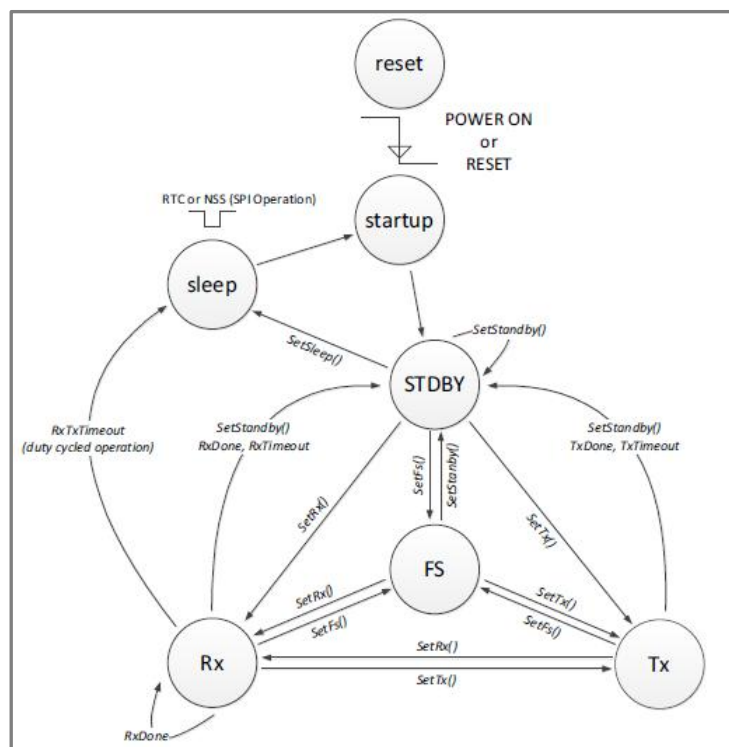 reset
POWER ON
or
RESET
RTC or NSS (SPI Operation)
startup
sleep
SetStandby()
SetSleep()
STDBY
RxTxTimeout
(duty cycled operation)
SetStandby()
RxDone, RxTimeout
SetStandby()
TxDone, TxTimeout
SetFs()
SetStanby()
SetRx()
SetTx()
FS
SetRx()
SetFs()
SetTx()
SetFs()
Rx
SetRx()
SetTx()
Tx
RxDone